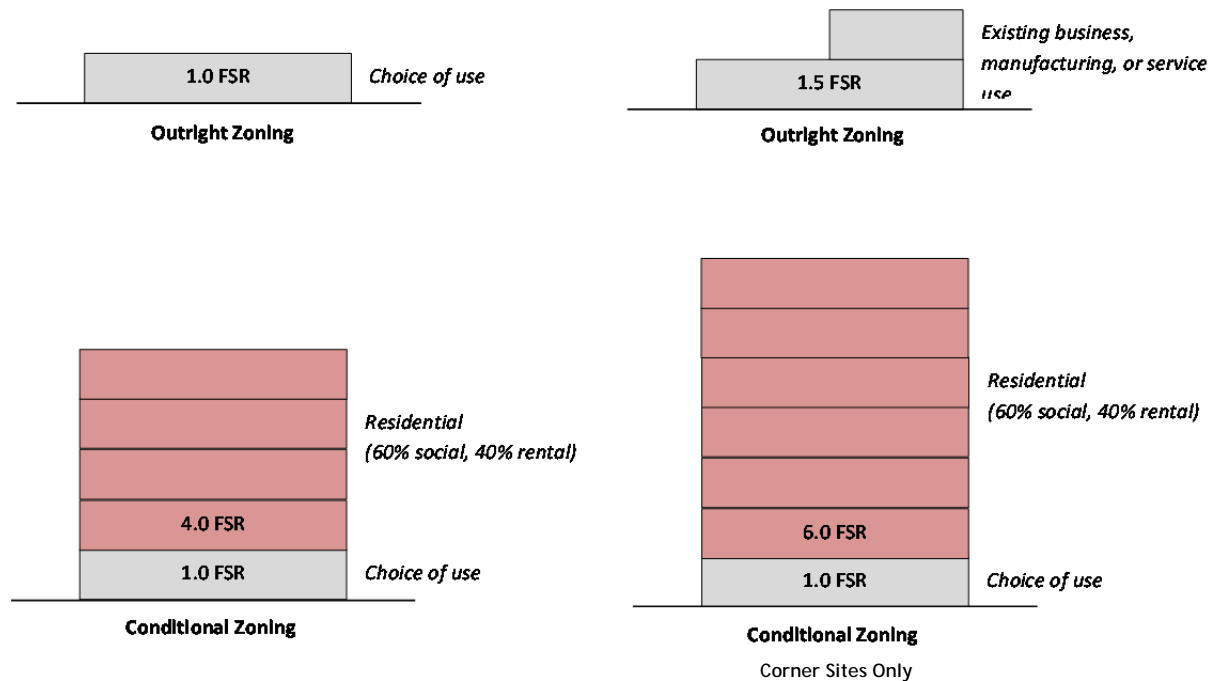 1.0 FSR
Choice of use
Outright Zoning
Existing business,
manufacturing, or service
use
1.5 FSR
Outright Zoning
Residential
(60% social, 40% rental)
4.0 FSR
1.0 FSR
Choice of use
Conditional Zoning
Residential
(60% social, 40% rental)
6.0 FSR
1.0 FSR
Choice of use
Conditional Zoning
Corner Sites Only